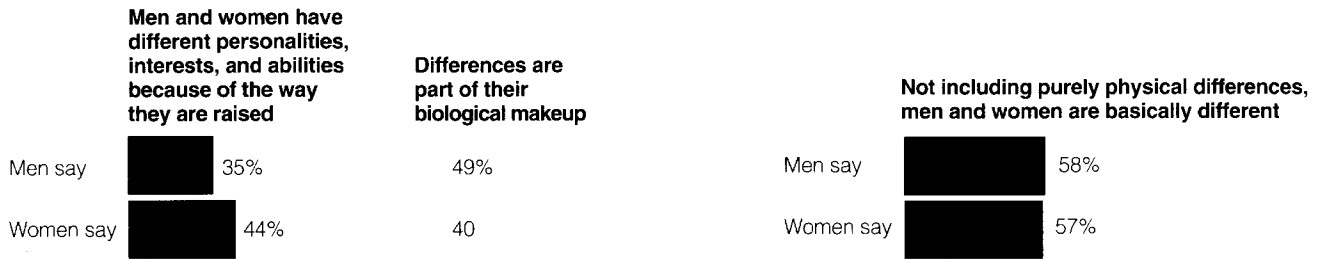 Men and women have
different personalities,
interests, and abilities
because of the way
they are raised
Differences are
part of their
biological makeup
Men say 35% 49%
Women say 44% 40
Not including purely physical differences,
men and women are basically different
Men say 58%
Women say 57%